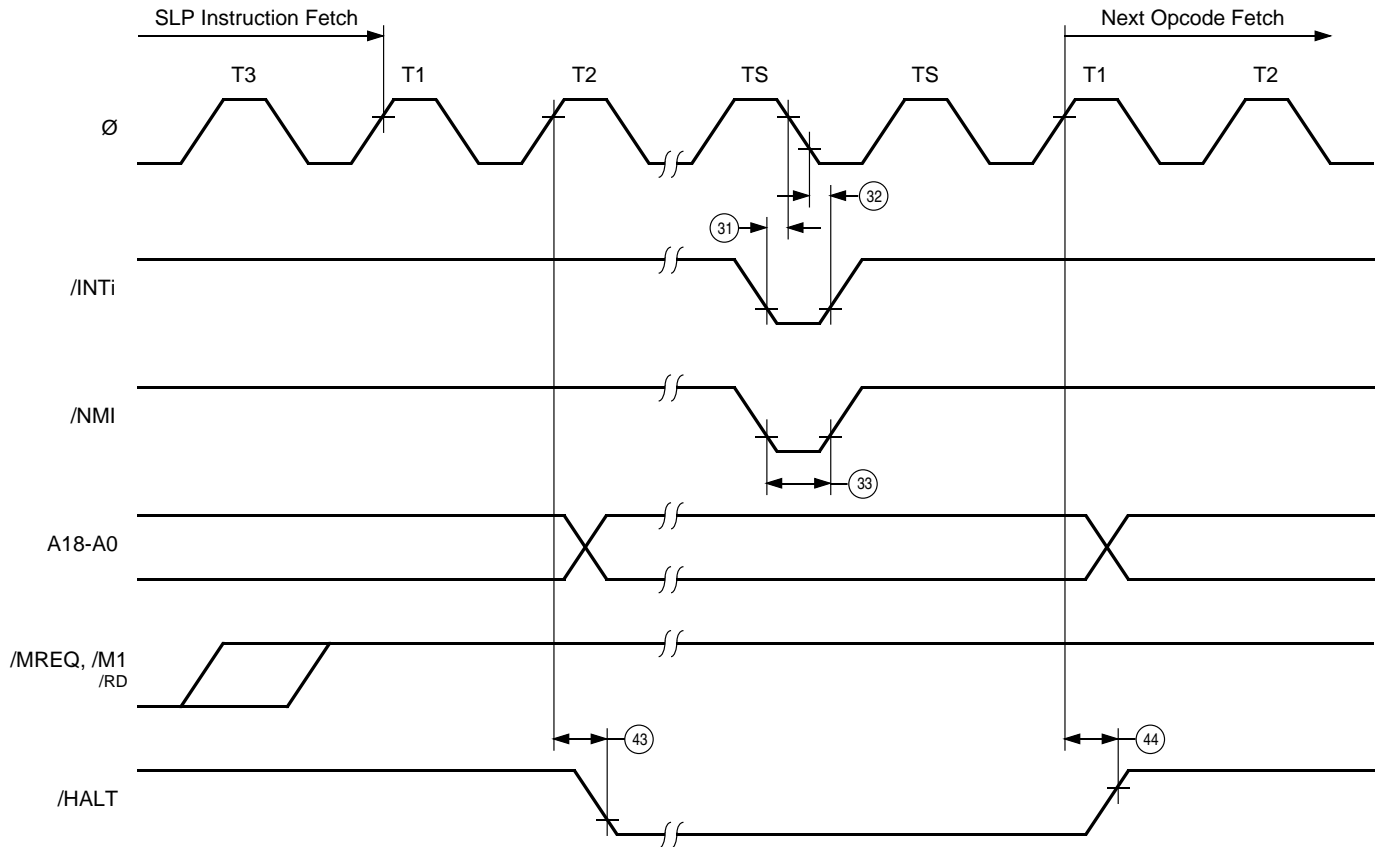 SLP Instruction Fetch
Next Opcode Fetch
T3 T1 T2 TS TS T1 T2
Ø
32
31
/INTi
/NMI
33
A18-A0
/MREQ, /M1
/RD
43 44
/HALT